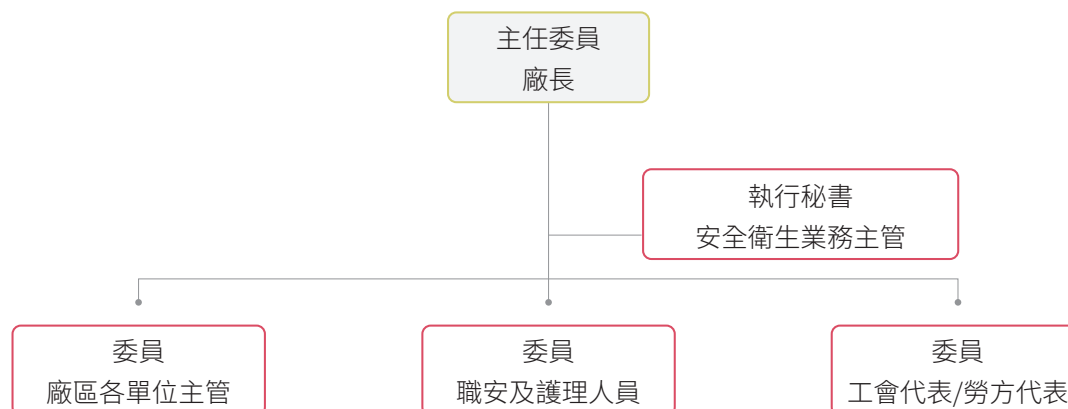 主任委員
廠長
執行秘書
安全衛生業務主管
委員
廠區各單位主管
委員
職安及護理人員
委員
工會代表/勞方代表